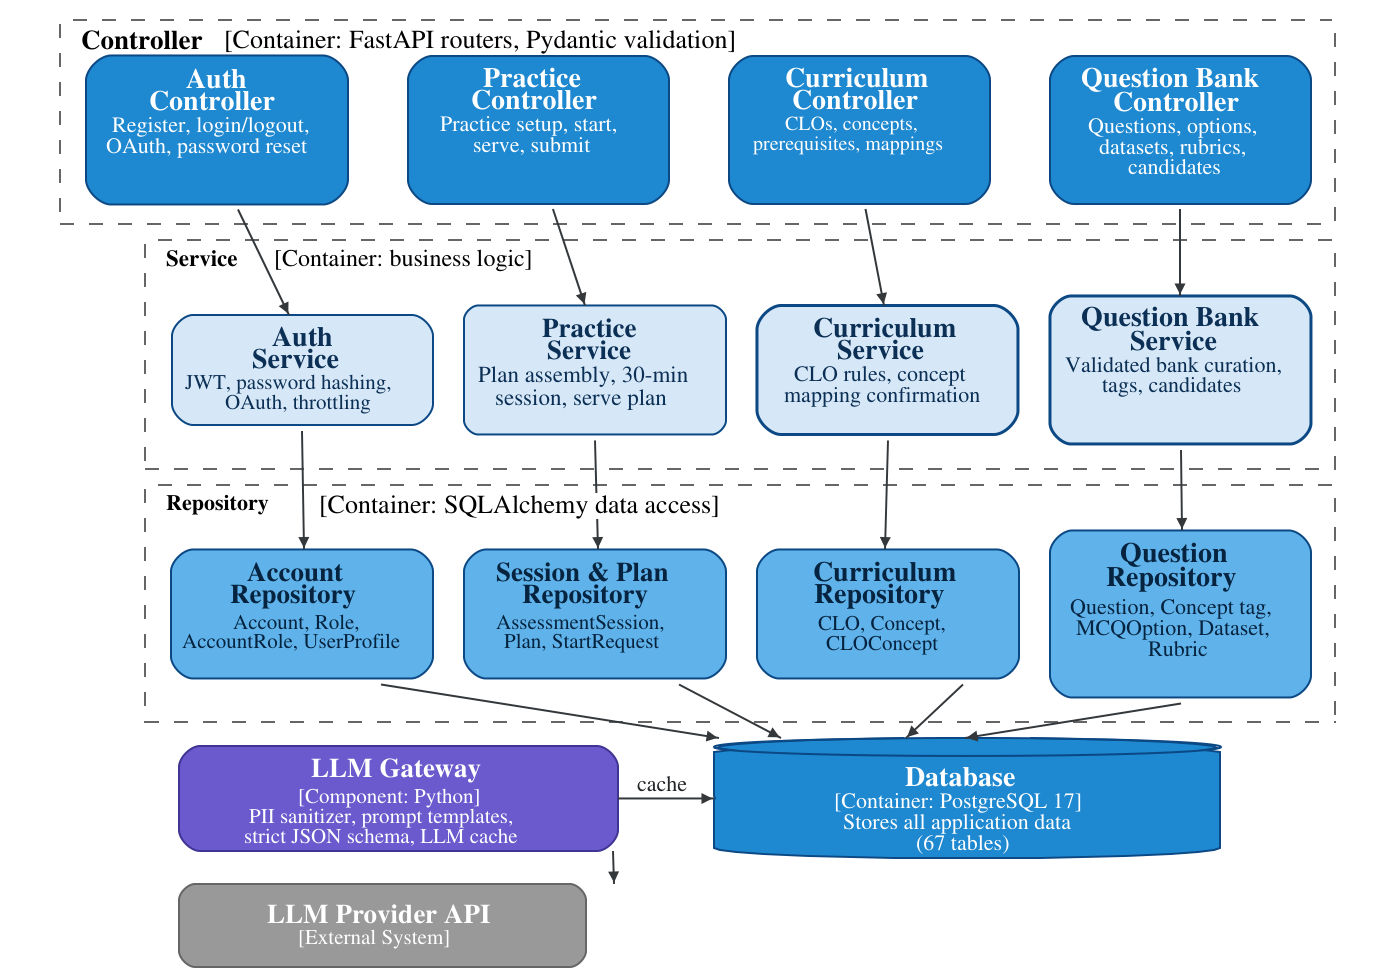 Controller [Container: FastAPI routers, Pydantic validation]
Auth
Controller
Register, login/logout,
OAuth, password reset
Practice
Controller
Practice setup, start,
serve, submit
Curriculum
Controller
CLOs, concepts,
prerequisites, mappings
Question Bank
Controller
Questions, options,
datasets, rubrics,
candidates
Service [Container: business logic]
Auth
Service
JWT, password hashing,
OAuth, throttling
Practice
Service
Plan assembly, 30-min
session, serve plan
Curriculum
Service
CLO rules, concept
mapping confirmation
Question Bank
Service
Validated bank curation,
tags, candidates
Repository [Container: SQLAlchemy data access]
Account
Repository
Account, Role,
AccountRole, UserProfile
Session & Plan
Repository
AssessmentSession,
Plan, StartRequest
Curriculum
Repository
CLO, Concept,
CLOConcept
Question
Repository
Question, Concept tag,
MCQOption, Dataset,
Rubric
LLM Gateway
[Component: Python]
PII sanitizer, prompt templates,
strict JSON schema, LLM cache
cache
Database
[Container: PostgreSQL 17]
Stores all application data
(67 tables)
LLM Provider API
[External System]